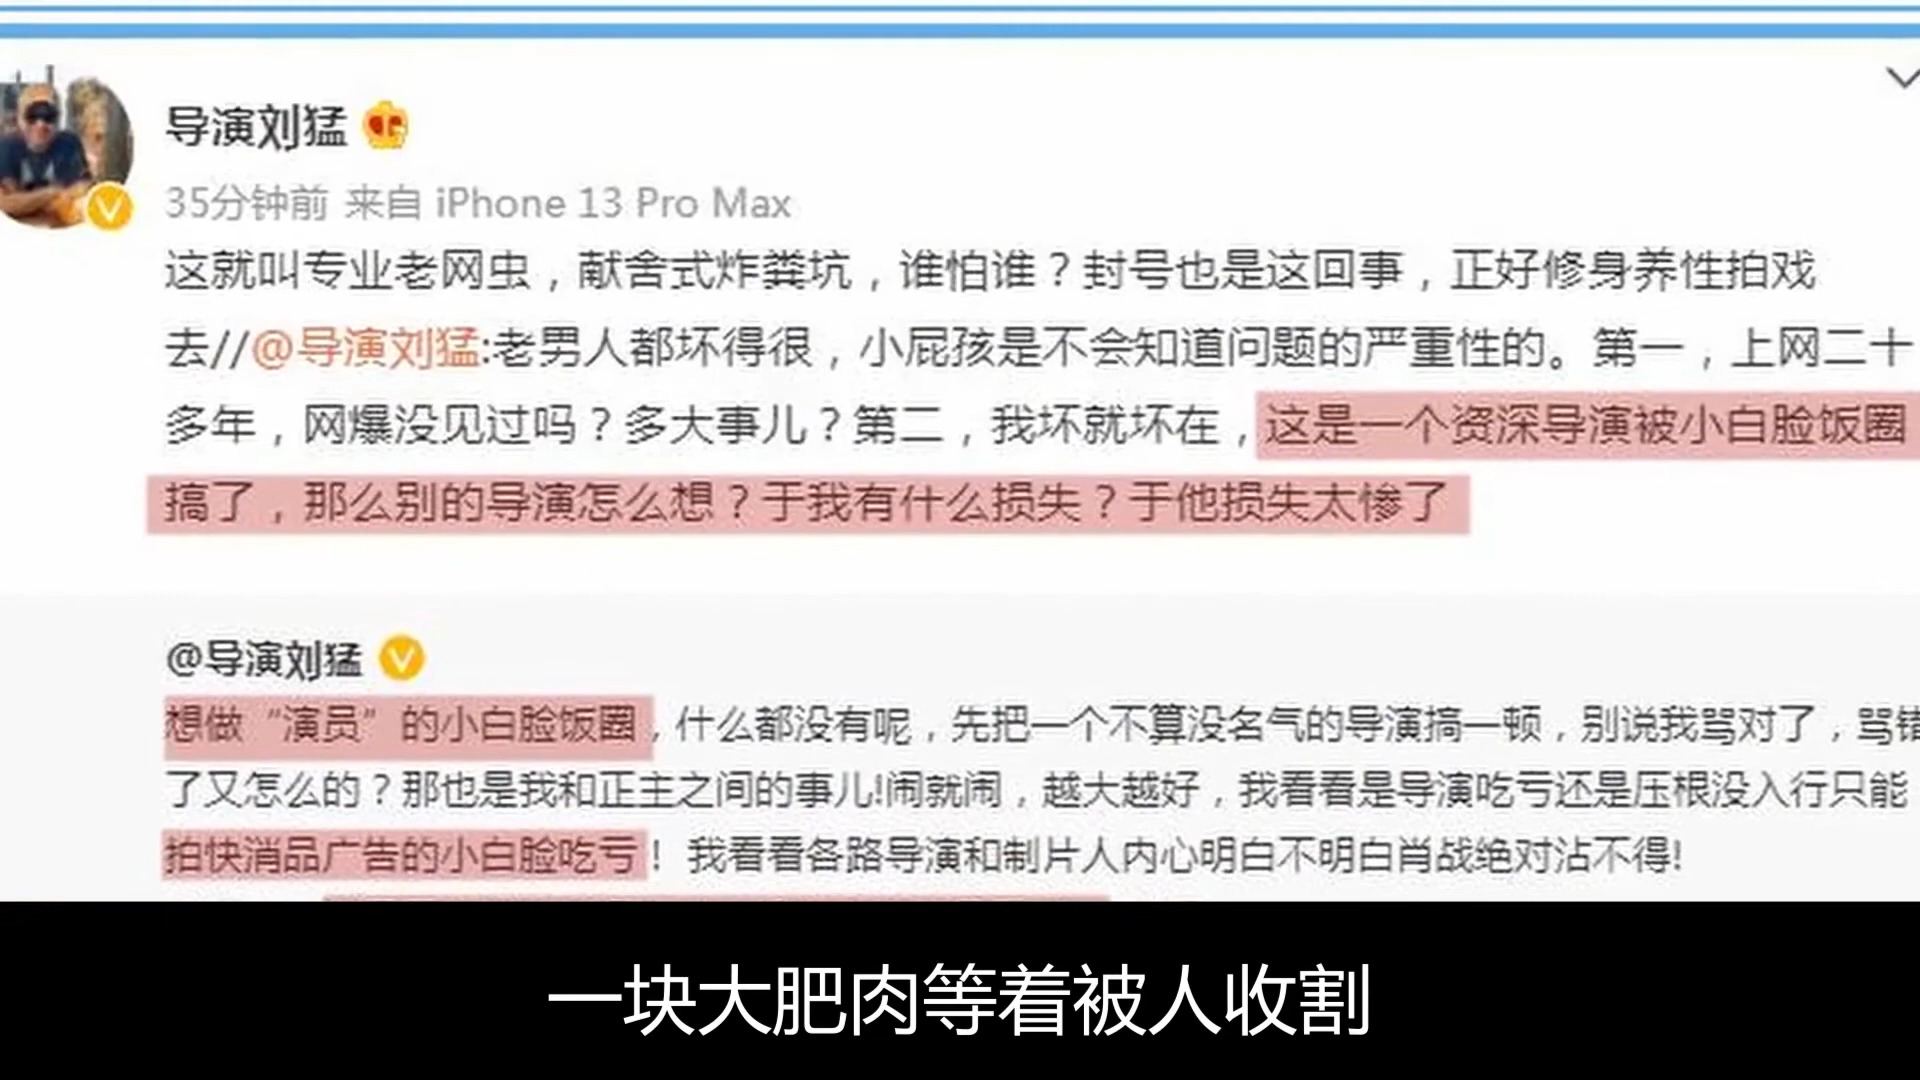 导演刘猛
35分钟前 来自 iPhone 13 Pro Max
这就叫专业老网虫，献舍式炸粪坑，谁怕谁？封号也是这回事，正好修身养性拍戏
去//@导演刘猛:老男人都坏得很，小屁孩是不会知道问题的严重性的。第一，上网二十
多年，网爆没见过吗？多大事儿？第二，我坏就坏在，这是一个资深导演被小白脸饭圈
搞了，那么别的导演怎么想？于我有什么损失？于他损失太惨了
@导演刘猛
想做“演员”的小白脸饭圈，什么都没有呢，先把一个不算没名气的导演搞一顿，别说我骂对了，骂错
了又怎么的？那也是我和正主之间的事儿!闹就闹，越大越好，我看看是导演吃亏还是压根没入行只能
拍快消品广告的小白脸吃亏！我看看各路导演和制片人内心明白不明白肖战绝对沾不得!
一块大肥肉等着被人收割